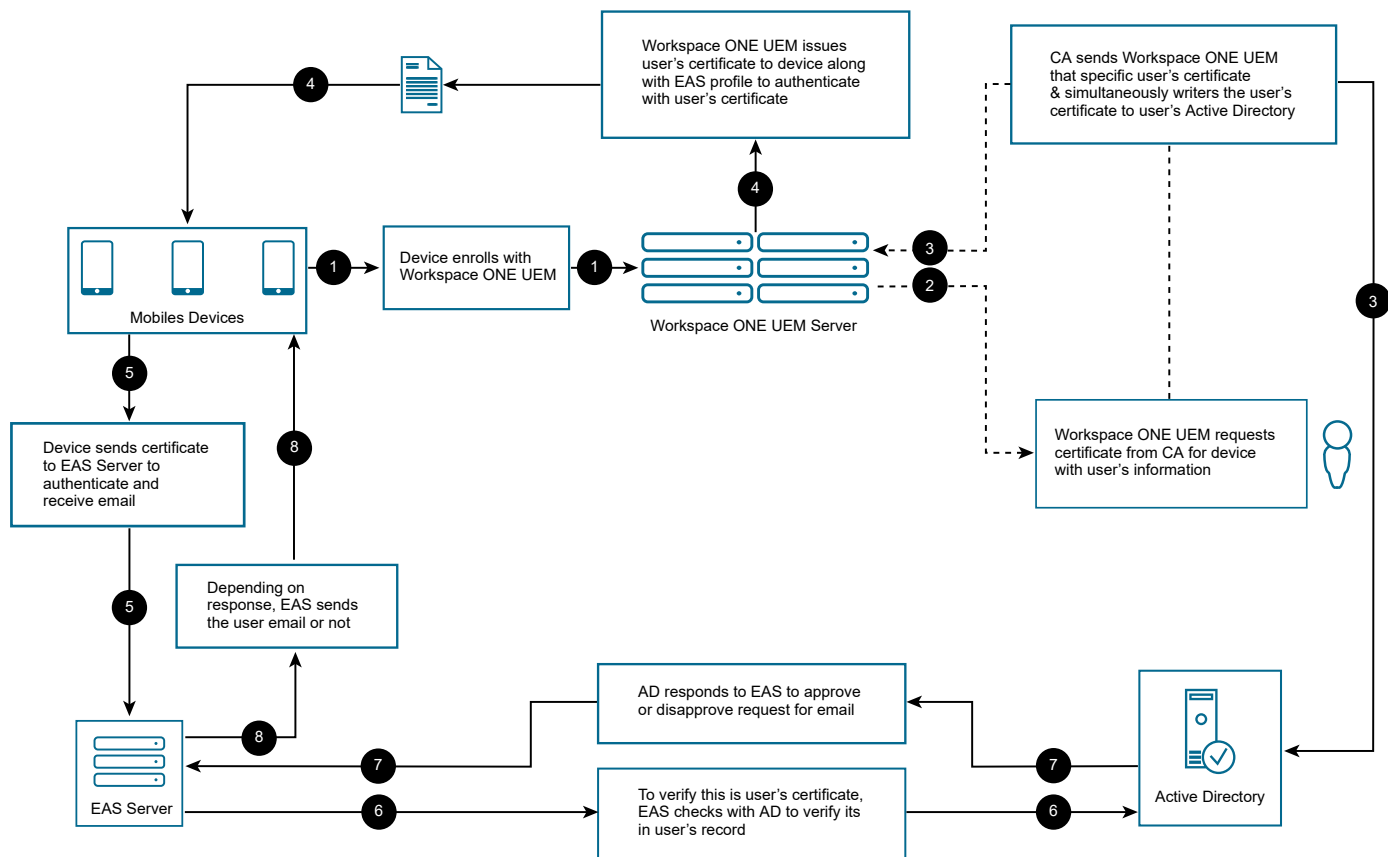 Workspace ONE UEM issues
user's certificate to device along
with EAS profile to authenticate
with user's certificate
CA sends Workspace ONE UEM
that specific user's certificate
& simultaneously writers the user's
certificate to user's Active Directory
4
4
3
2
3
1
1
Device enrolls with
Workspace ONE UEM
Mobiles Devices
Workspace ONE UEM Server
5
8
Device sends certificate
to EAS Server to
authenticate and
receive email
Workspace ONE UEM requests
certificate from CA for device
with user's information
5
Depending on
response, EAS sends
the user email or not
8
AD responds to EAS to approve
or disapprove request for email
7
7
EAS Server
6
To verify this is user's certificate,
EAS checks with AD to verify its
in user's record
6
Active Directory